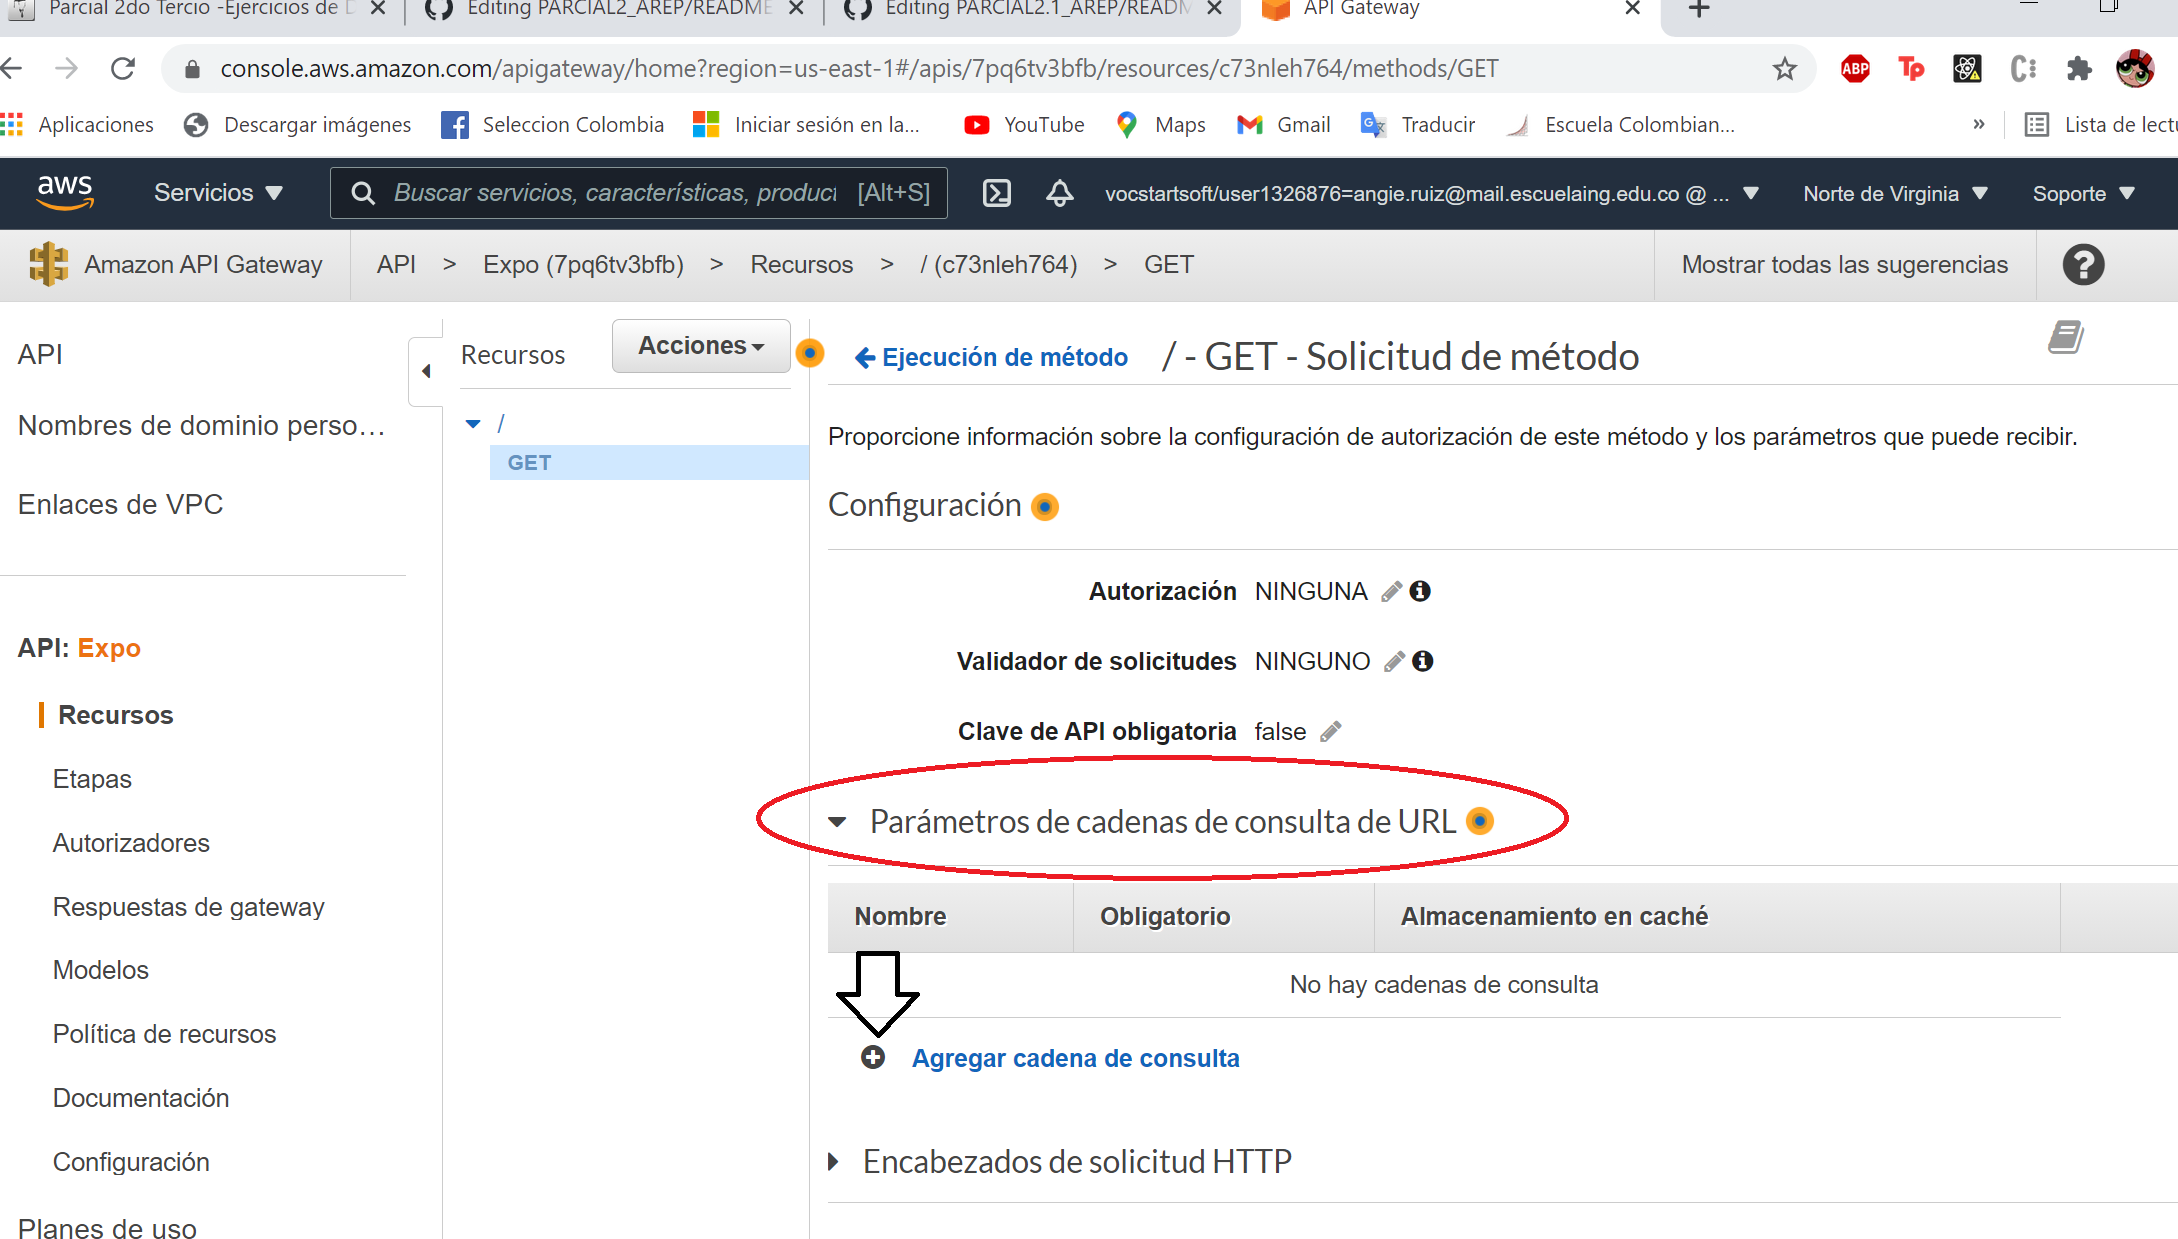 Parcial 2do Tercio -Ejercicios de
Editing PARCIAL2_AREP/README
Editing PARCIAL2.1_AREP/READM
API Gateway
console.aws.amazon.com/apigateway/home?region=us-east-1#/apis/7pq6tv3bfb/resources/c73nleh764/methods/GET
ABP
Tp
Aplicaciones
Descargar imágenes
Seleccion Colombia
Iniciar sesión en la...
YouTube
Maps
Gmail
Traducir
Escuela Colombian...
»
Lista de lectu
aws
Servicios
Buscar servicios, características, product
[Alt+S]
vocstartsoft/user1326876=angie.ruiz@mail.escuelaing.edu.co @ ...
Norte de Virginia
Soporte
Amazon API Gateway
API > Expo (7pq6tv3bfb) > Recursos > / (c73nleh764) > GET
Mostrar todas las sugerencias
?
API
Nombres de dominio perso...
Enlaces de VPC
API: Expo
Recursos
Etapas
Autorizadores
Respuestas de gateway
Modelos
Política de recursos
Documentación
Configuración
Planes de uso
Recursos
Acciones
/
GET
Ejecución de método
/ - GET - Solicitud de método
Proporcione información sobre la configuración de autorización de este método y los parámetros que puede recibir.
Configuración
Autorización NINGUNA
Validador de solicitudes NINGUNO
Clave de API obligatoria false
Parámetros de cadenas de consulta de URL
Nombre
Obligatorio
Almacenamiento en caché
No hay cadenas de consulta
Agregar cadena de consulta
Encabezados de solicitud HTTP